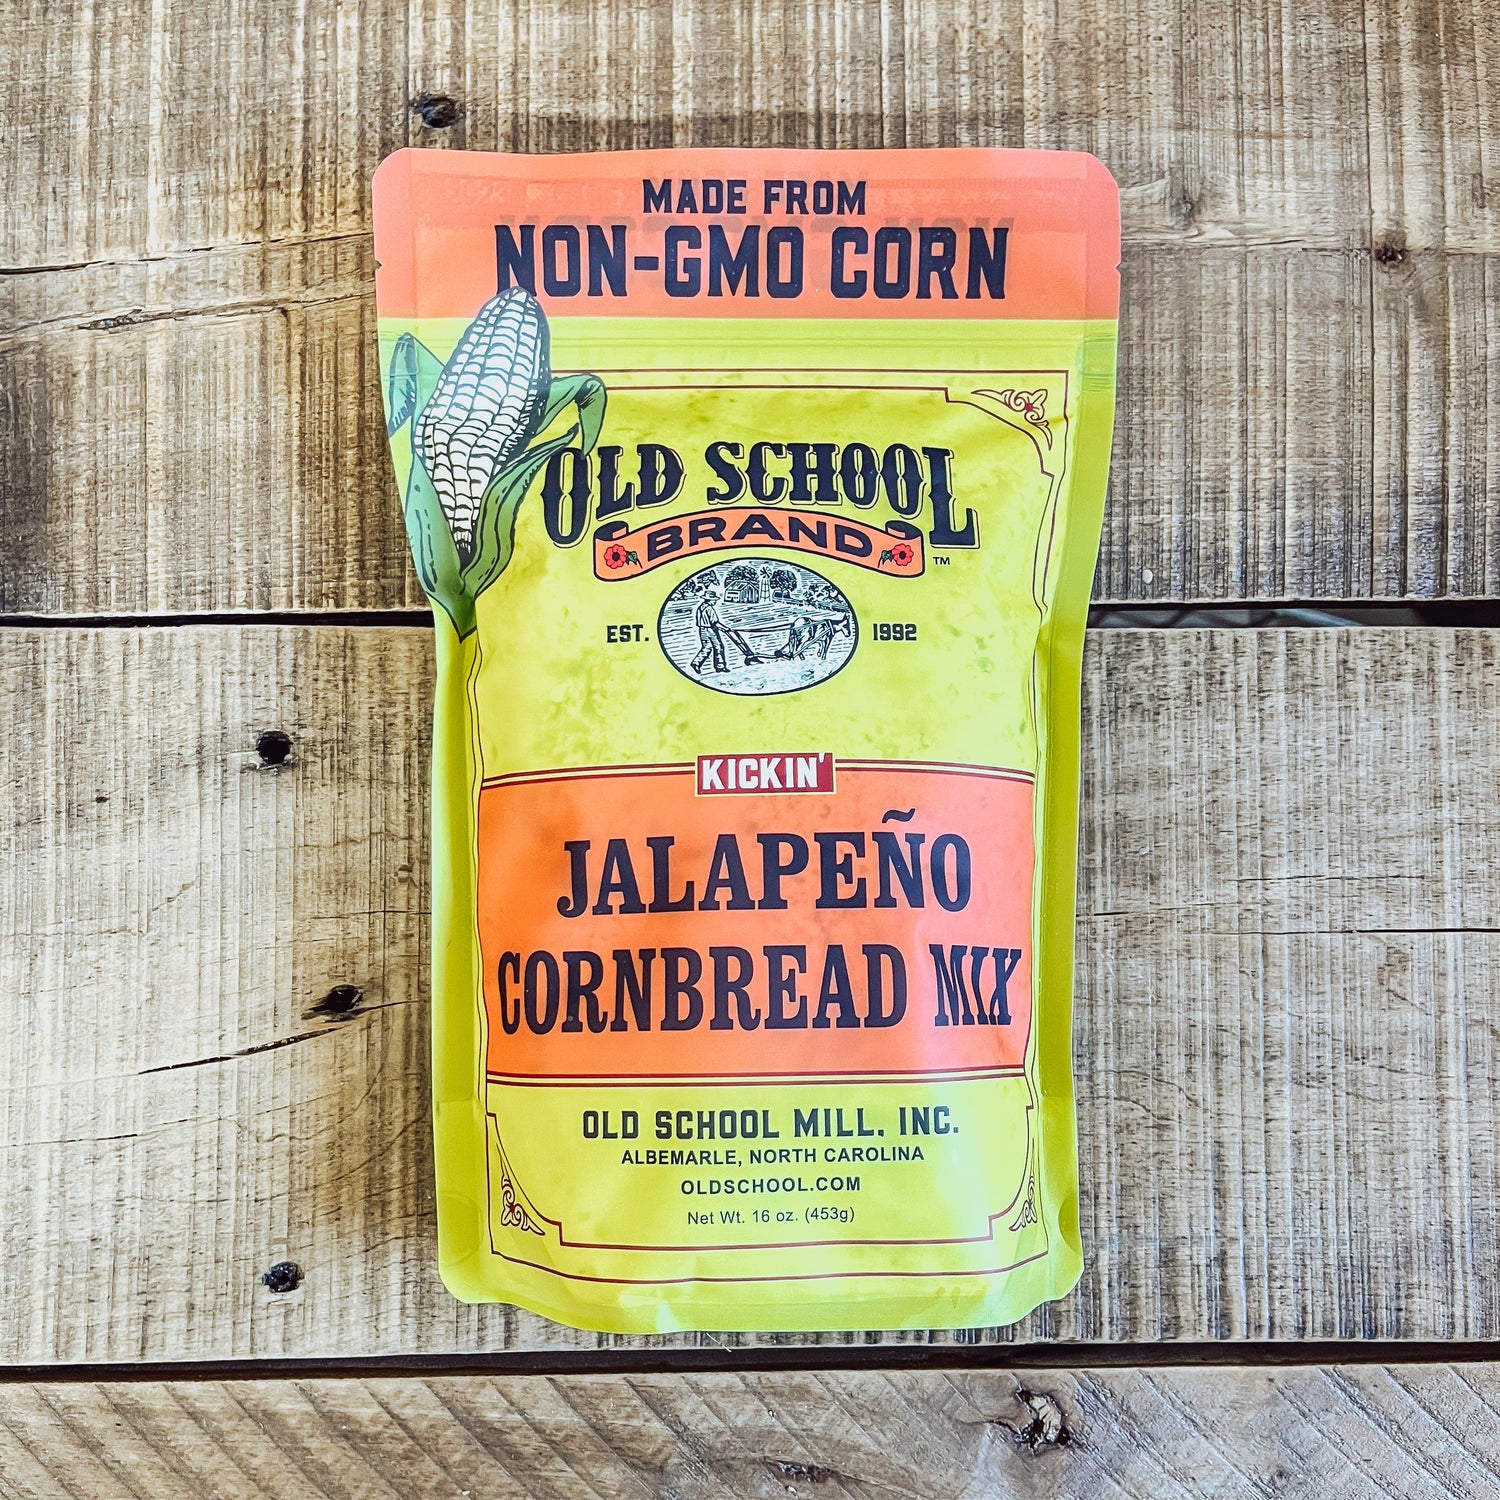 MADE FROM
NON-GMO CORN
OLD SCHOOL
BRAND
™
EST. 1992
KICKIN'
JALAPEÑO
CORNBREAD MIX
OLD SCHOOL MILL, INC.
ALBEMARLE, NORTH CAROLINA
OLDSCHOOL.COM
Net Wt. 16 oz. (453g)